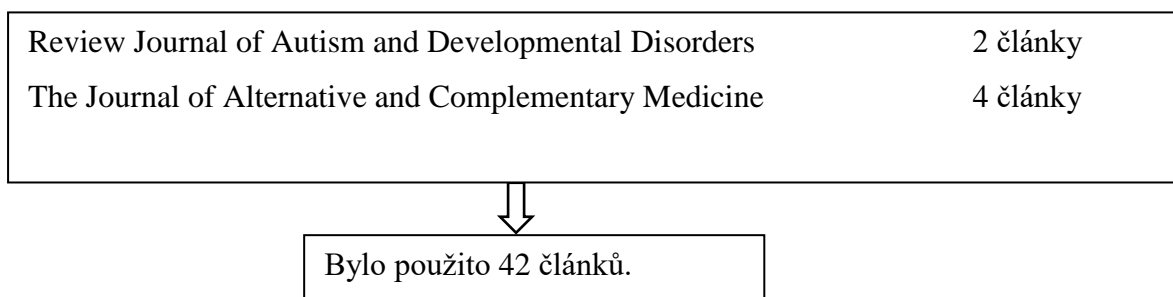 Review Journal of Autism and Developmental Disorders 2 články
The Journal of Alternative and Complementary Medicine 4 články
Bylo použito 42 článků.